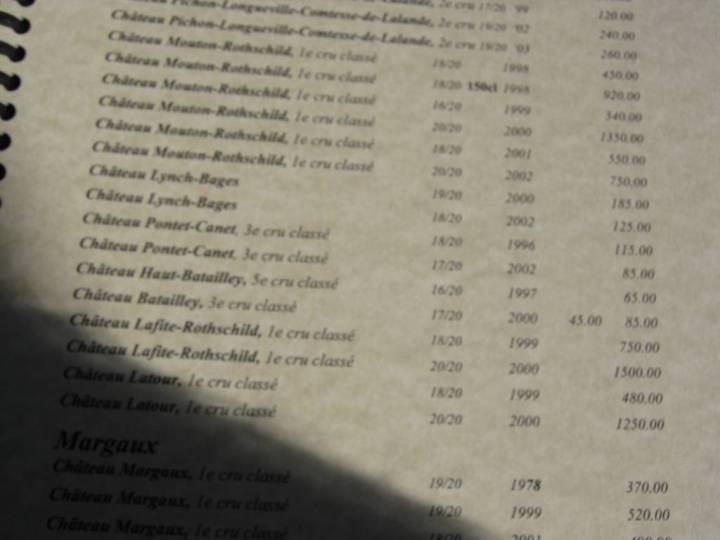 2e cru 17/20 '99 120.00
Pichon-Longueville-Comtesse-de-Lalande, 2e cru 19/20 '02 240.00
Château Pichon-Longueville-Comtesse-de-Lalande, 2e cru 19/20 '03 260.00
Château Mouton-Rothschild, 1e cru classé 18/20 1998 450.00
Château Mouton-Rothschild, 1e cru classé 18/20 150cl 1998 920.00
Château Mouton-Rothschild, 1e cru classé 16/20 1999 340.00
Château Mouton-Rothschild, 1e cru classé 20/20 2000 1350.00
Château Mouton-Rothschild, 1e cru classé 18/20 2001 550.00
Château Mouton-Rothschild, 1e cru classé 20/20 2002 750.00
Château Lynch-Bages 19/20 2000 185.00
Château Lynch-Bages 18/20 2002 125.00
Château Pontet-Canet, 3e cru classé 18/20 1996 115.00
Château Pontet-Canet, 3e cru classé 17/20 2002 85.00
Château Haut-Batailley, 5e cru classé 16/20 1997 65.00
Château Batailley, 3e cru classé 17/20 2000 45.00 85.00
Château Lafite-Rothschild, 1e cru classé 18/20 1999 750.00
Château Lafite-Rothschild, 1e cru classé 20/20 2000 1500.00
Château Latour, 1e cru classé 18/20 1999 480.00
Château Latour, 1e cru classé 20/20 2000 1250.00
Margaux
Château Margaux, 1e cru classé 19/20 1978 370.00
Château Margaux, 1e cru classé 19/20 1999 520.00
Château Margaux, 1e cru classé 18/20 2001